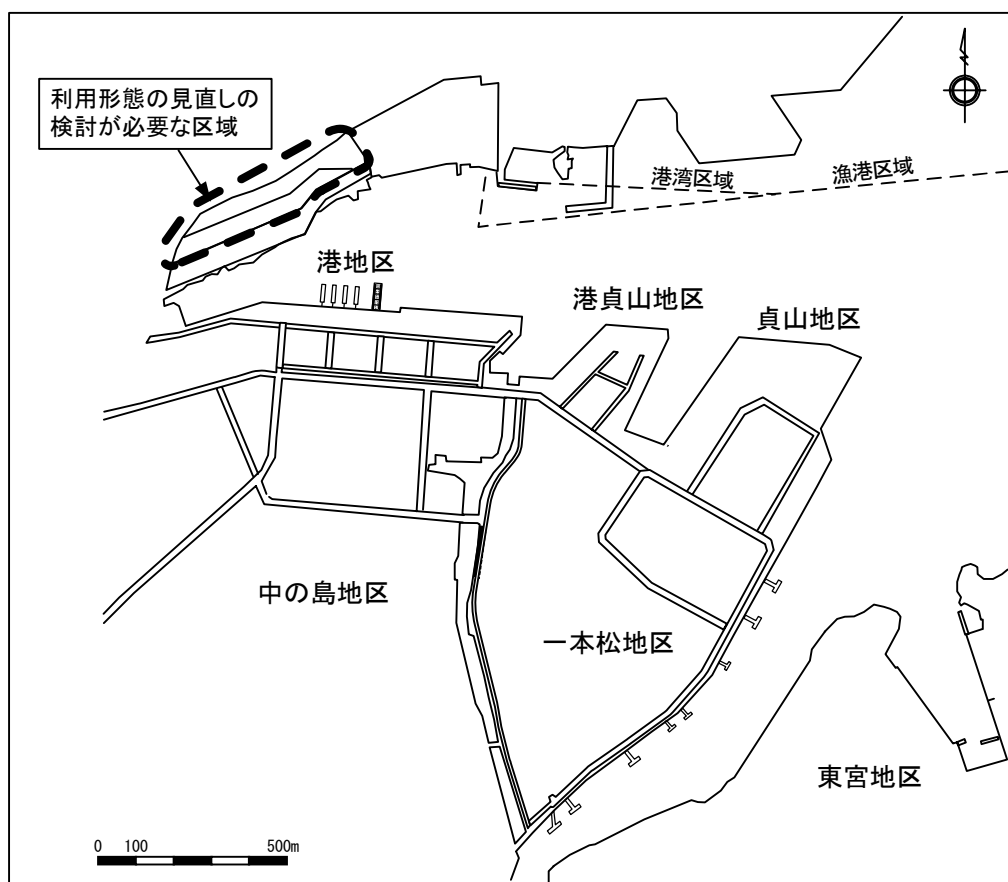 利用形態の見直しの
検討が必要な区域
港湾区域
漁港区域
港地区
港貞山地区
貞山地区
中の島地区
一本松地区
東宮地区
0 100 500m